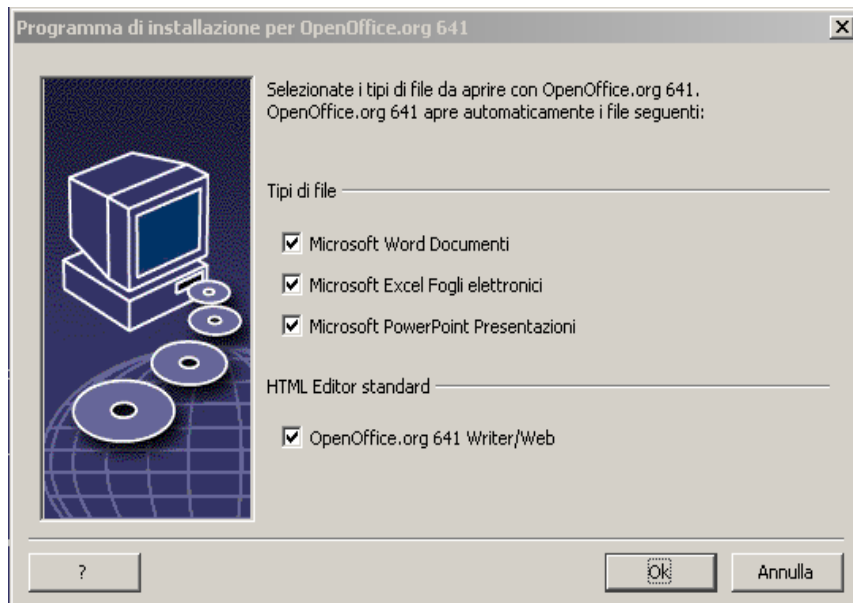 Programma di installazione per OpenOffice.org 641
Selezionate i tipi di file da aprire con OpenOffice.org 641.
OpenOffice.org 641 apre automaticamente i file seguenti:
Tipi di file
Microsoft Word Documenti
Microsoft Excel Fogli elettronici
Microsoft PowerPoint Presentazioni
HTML Editor standard
OpenOffice.org 641 Writer/Web
?
Ok
Annulla